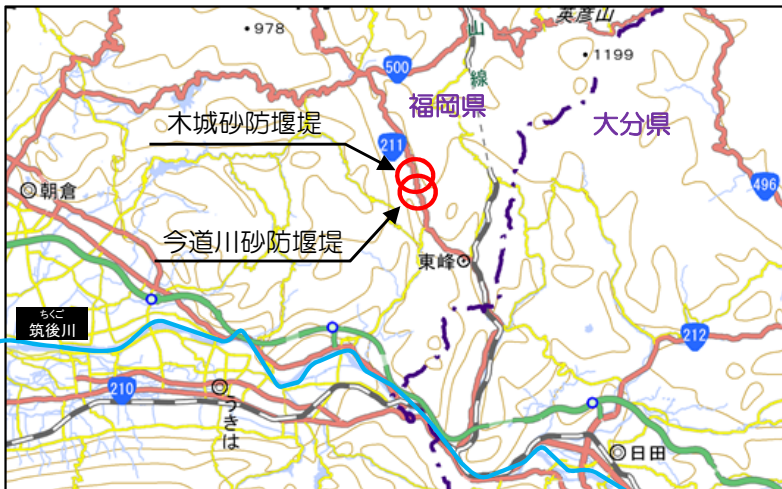 英彦山
978
山
1199
500
線
福岡県
大分県
木城砂防堰堤
211
496
朝倉
今道川砂防堰堤
東峰
ちくご
筑後川
212
210
うきは
日田